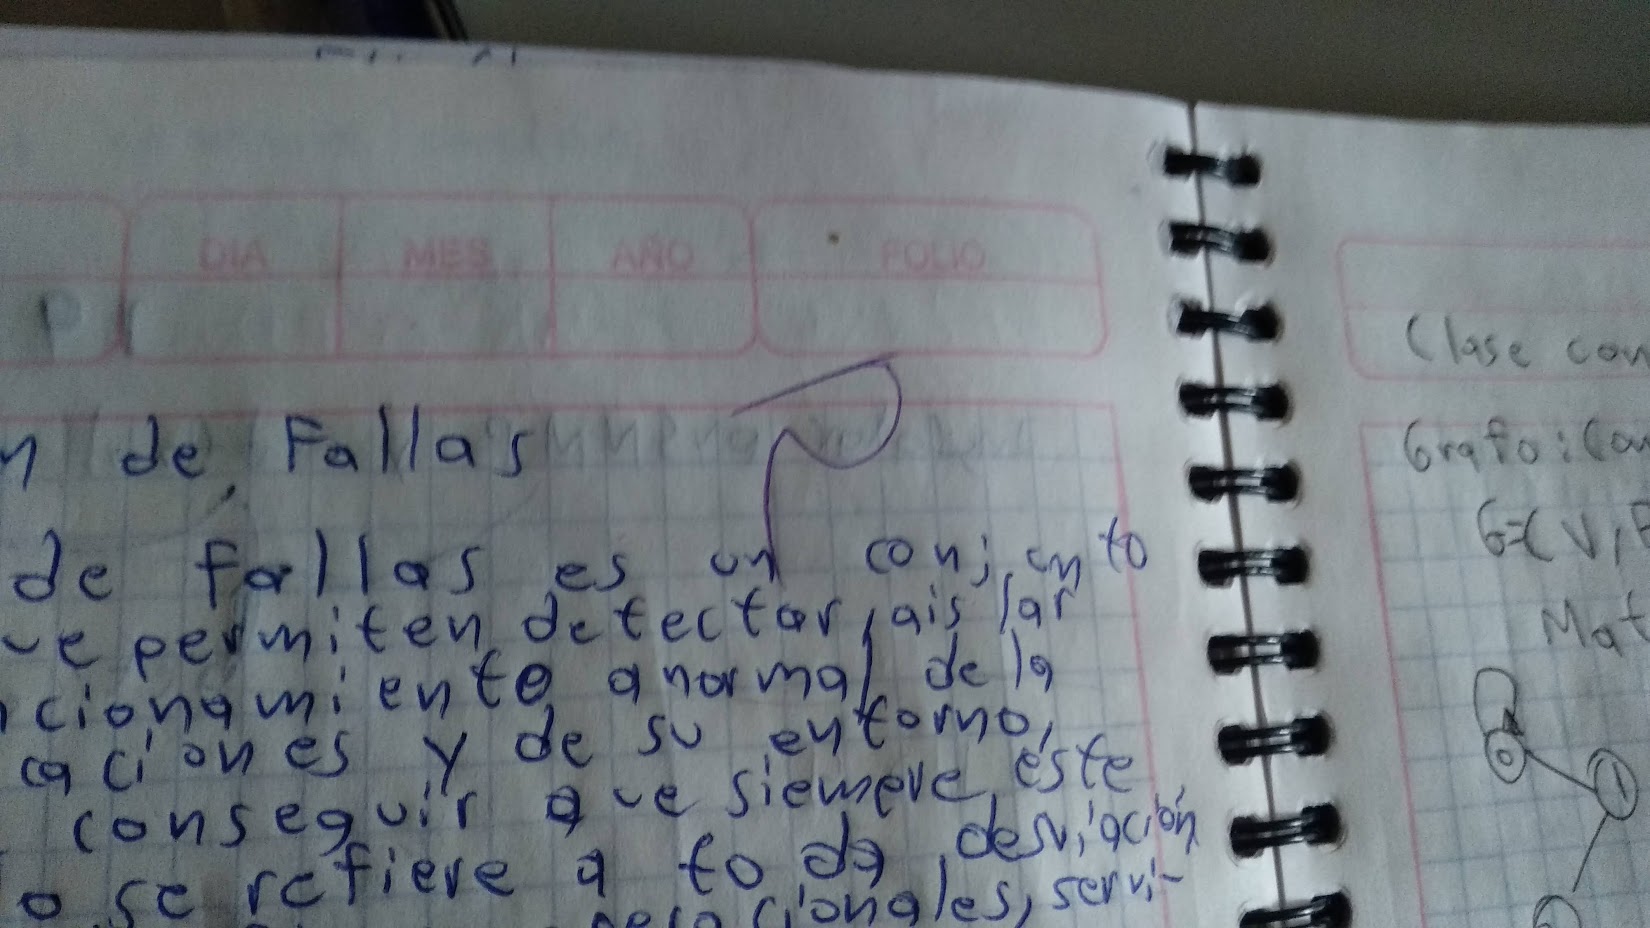 DIA MES AÑO FOLIO
n de Fallas
de fallas es un conjunto
ue permiten detectar, aislar
cionamiento anormal de la
caciones y de su entorno,
conseguir que siempre este
o se refiere a toda desviación
cionales, servi-
Clase con
Grafo: Con
G=(V,E
Mat
0
1